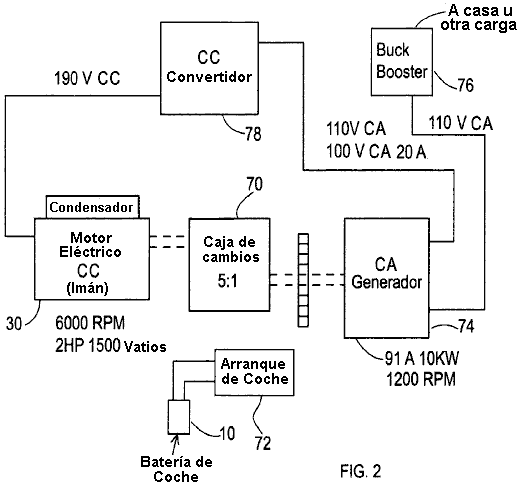 A casa u
otra carga
CC
Convertidor
Buck
Booster
190 V CC
78
76
110V CA
100 V CA 20 A
110 V CA
Condensador
70
Motor
Eléctrico
CC
(Imán)
Caja de
cambios
5:1
CA
Generador
30
6000 RPM
2HP 1500 Vatios
74
91 A 10KW
1200 RPM
Arranque
de Coche
10
72
Batería de
Coche
FIG. 2